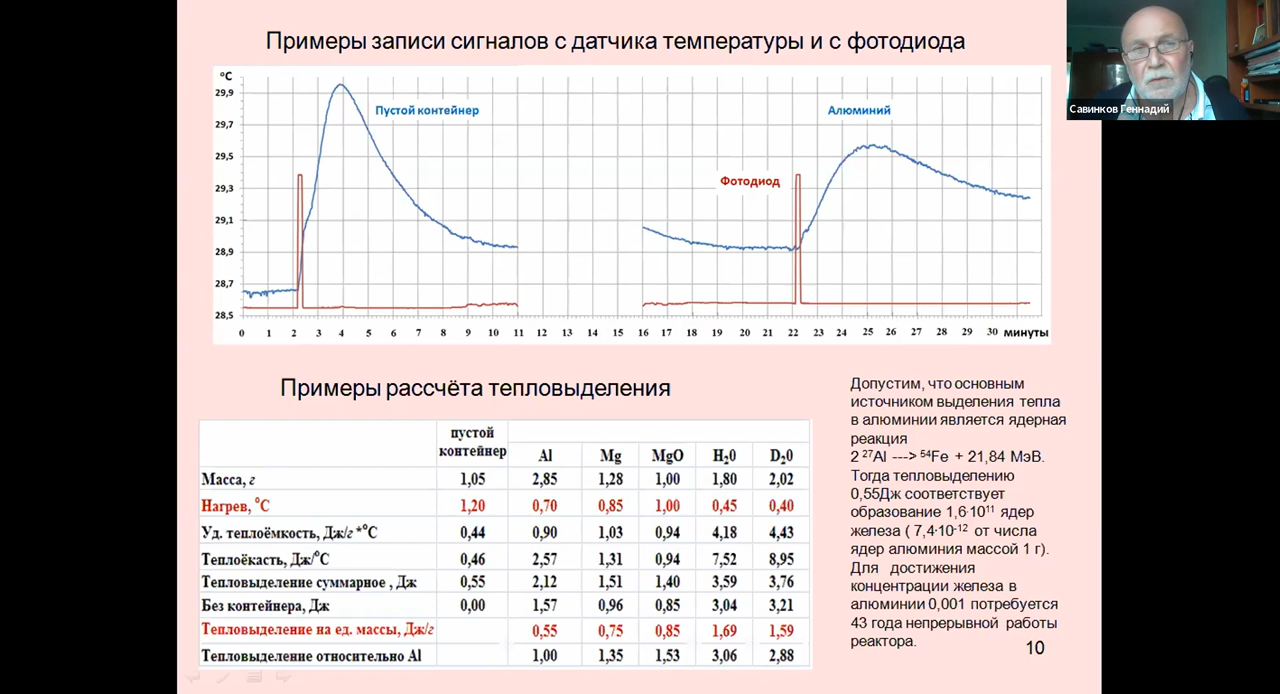 Примеры записи сигналов с датчика температуры и с фотодиода
Савинков Геннадий
°С
29,9
29,7
29,5
29,3
29,1
28,9
28,7
28,5
Пустой контейнер
Алюминий
Фотодиод
0 1 2 3 4 5 6 7 8 9 10 11 12 13 14 15 16 17 18 19 20 21 22 23 24 25 26 27 28 29 30 минуты
Примеры рассчёта тепловыделения
пустой
контейнер
Al Mg MgO H₂0 D₂0
Масса, г 1,05 2,85 1,28 1,00 1,80 2,02
Нагрев, °С 1,20 0,70 0,85 1,00 0,45 0,40
Уд. теплоёмкость, Дж/г *°С 0,44 0,90 1,03 0,94 4,18 4,43
Теплоёкасть, Дж/°С 0,46 2,57 1,31 0,94 7,52 8,95
Тепловыделение суммарное , Дж 0,55 2,12 1,51 1,40 3,59 3,76
Без контейнера, Дж 0,00 1,57 0,96 0,85 3,04 3,21
Тепловыделение на ед. массы, Дж/г 0,55 0,75 0,85 1,69 1,59
Тепловыделение относительно Al 1,00 1,35 1,53 3,06 2,88
Допустим, что основным
источником выделения тепла
в алюминии является ядерная
реакция
2 ²⁷Al ---> ⁵⁴Fe + 21,84 МэВ.
Тогда тепловыделению
0,55Дж соответствует
образование 1,6·10¹¹ ядер
железа ( 7,4·10⁻¹² от числа
ядер алюминия массой 1 г).
Для достижения
концентрации железа в
алюминии 0,001 потребуется
43 года непрерывной работы
реактора.
10